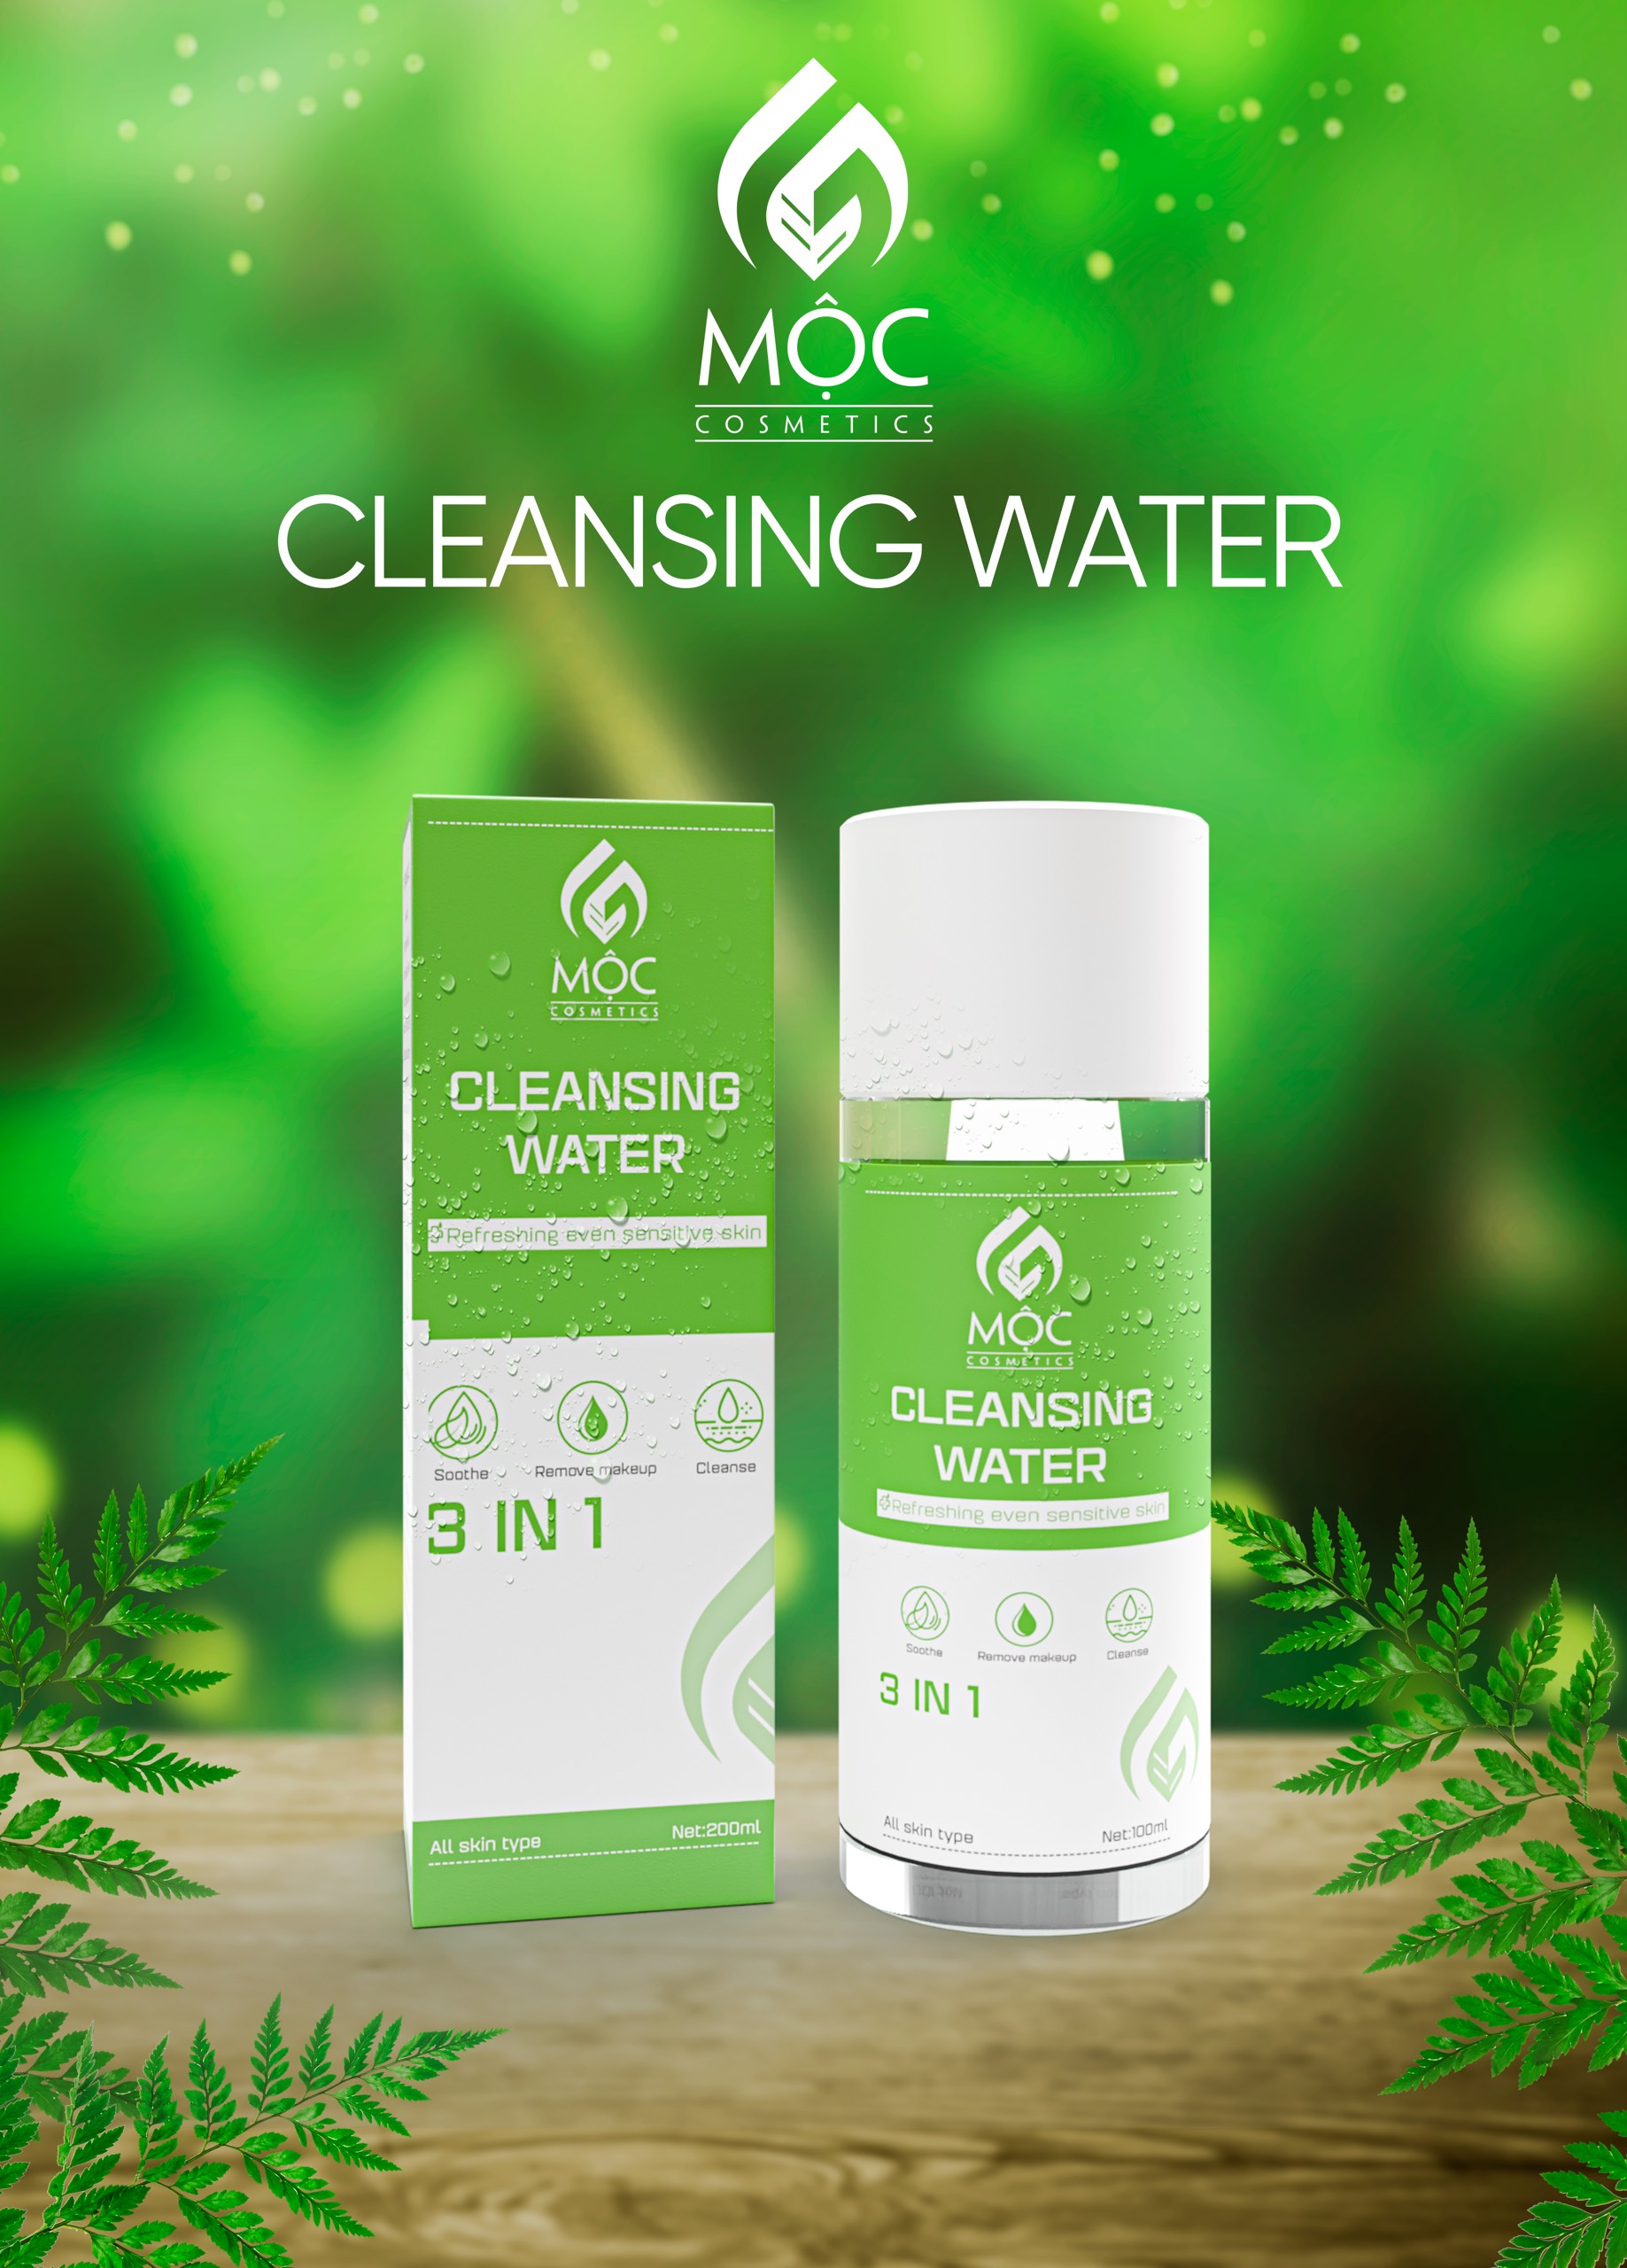 MỘC
COSMETICS
CLEANSING WATER
MỘC
COSMETICS
CLEANSING
WATER
Refreshing even sensitive skin
Soothe
Remove makeup
Cleanse
3 IN 1
All skin type
Net:200ml
MỘC
COSMETICS
CLEANSING
WATER
Refreshing even sensitive skin
Soothe
Remove makeup
Cleanse
3 IN 1
All skin type
Net:100ml